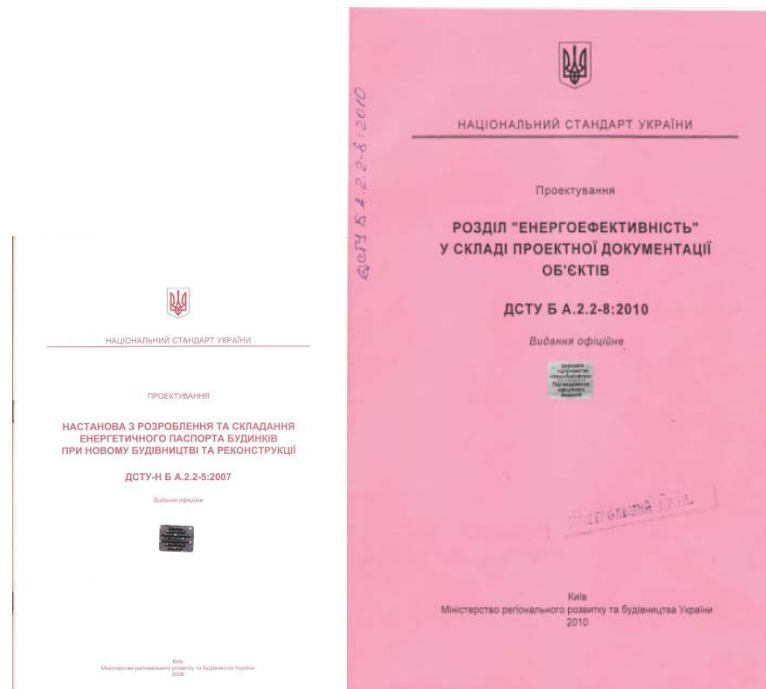 НАЦІОНАЛЬНИЙ СТАНДАРТ УКРАЇНИ
ПРОЕКТУВАННЯ
НАСТАНОВА З РОЗРОБЛЕННЯ ТА СКЛАДАННЯ
ЕНЕРГЕТИЧНОГО ПАСПОРТА БУДИНКІВ
ПРИ НОВОМУ БУДІВНИЦТВІ ТА РЕКОНСТРУКЦІЇ
ДСТУ-Н Б А.2.2-5:2007
Видання офіційне
Київ
Міністерство регіонального розвитку та будівництва України
2008
ДСТУ Б А.2.2-8:2010
НАЦІОНАЛЬНИЙ СТАНДАРТ УКРАЇНИ
Проектування
РОЗДІЛ "ЕНЕРГОЕФЕКТИВНІСТЬ"
У СКЛАДІ ПРОЕКТНОЇ ДОКУМЕНТАЦІЇ
ОБ'ЄКТІВ
ДСТУ Б А.2.2-8:2010
Видання офіційне
Київ
Міністерство регіонального розвитку та будівництва України
2010